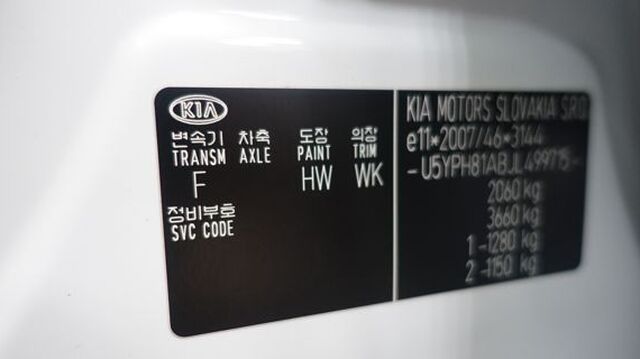 KIA
변속기 차축 도장 의장
TRANSM AXLE PAINT TRIM
F HW WK
정비부호
SVC CODE
KIA MOTORS SLOVAKIA S.R.O
e11*2007/46*3144
-U5YPH81ABJL499715-
2060 kg
3660 kg
1-1280 kg
2-1150 kg